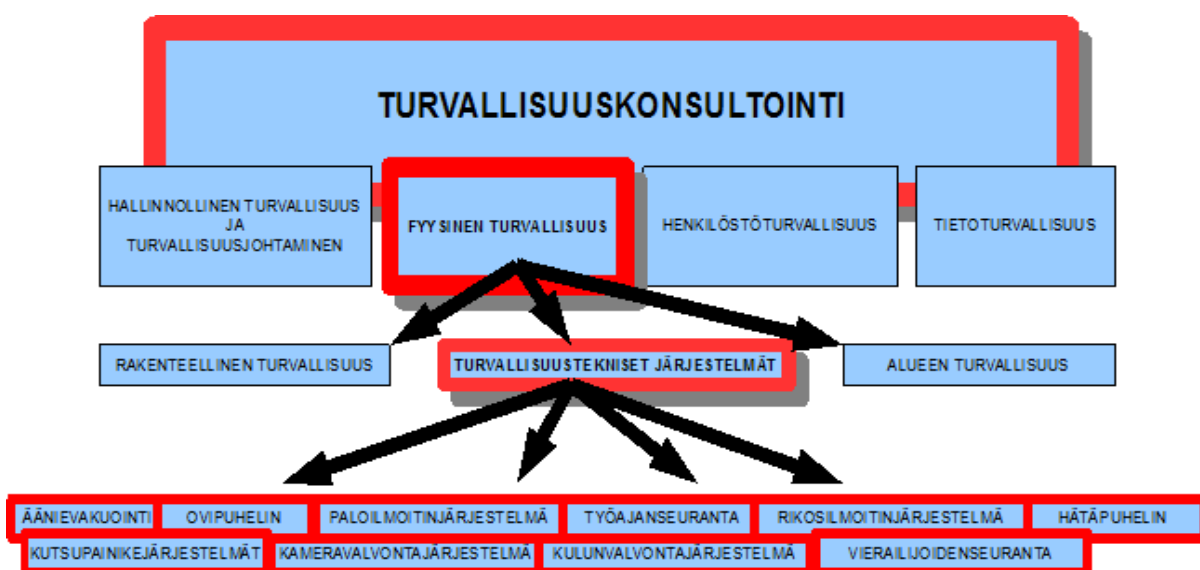 TURVALLISUUSKONSULTOINTI
HALLINNOLLINEN TURVALLISUUS
JA
TURVALLISUUSJOHTAMINEN
FYYSINEN TURVALLISUUS
HENKILÖSTÖTURVALLISUUS
TIETOTURVALLISUUS
RAKENTEELLINEN TURVALLISUUS
TURVALLISUUSTEKNISET JÄRJESTELMÄT
ALUEEN TURVALLISUUS
ÄÄNIEVAKUOINTI
OVIPUHELIN
PALOILMOITINJÄRJESTELMÄ
TYÖAJANSEURANTA
RIKOSILMOITINJÄRJESTELMÄ
HÄTÄPUHELIN
KUTSUPAINIKEJÄRJESTELMÄT
KAMERAVALVONTAJÄRJESTELMÄ
KULUNVALVONTAJÄRJESTELMÄ
VIERAILIJOIDENSEURANTA